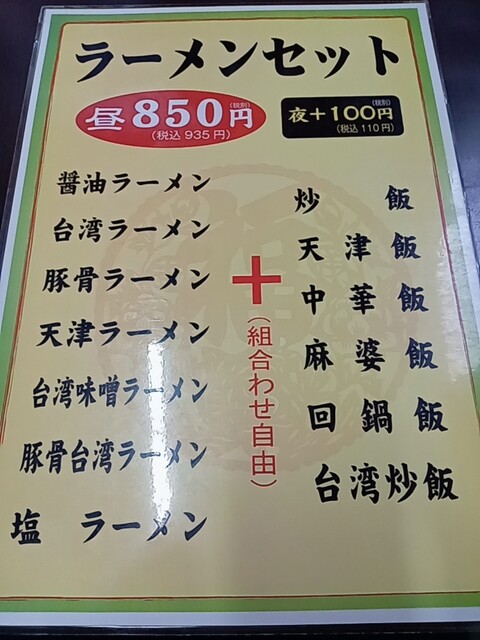 ラーメンセット
昼850円(税別)
(税込 935円)
夜+100円(税別)
(税込 110円)
醤油ラーメン
台湾ラーメン
豚骨ラーメン
天津ラーメン
台湾味噌ラーメン
豚骨台湾ラーメン
塩 ラーメン
+
(組合わせ自由)
炒 飯
天津飯
中華飯
麻婆飯
回鍋飯
台湾炒飯